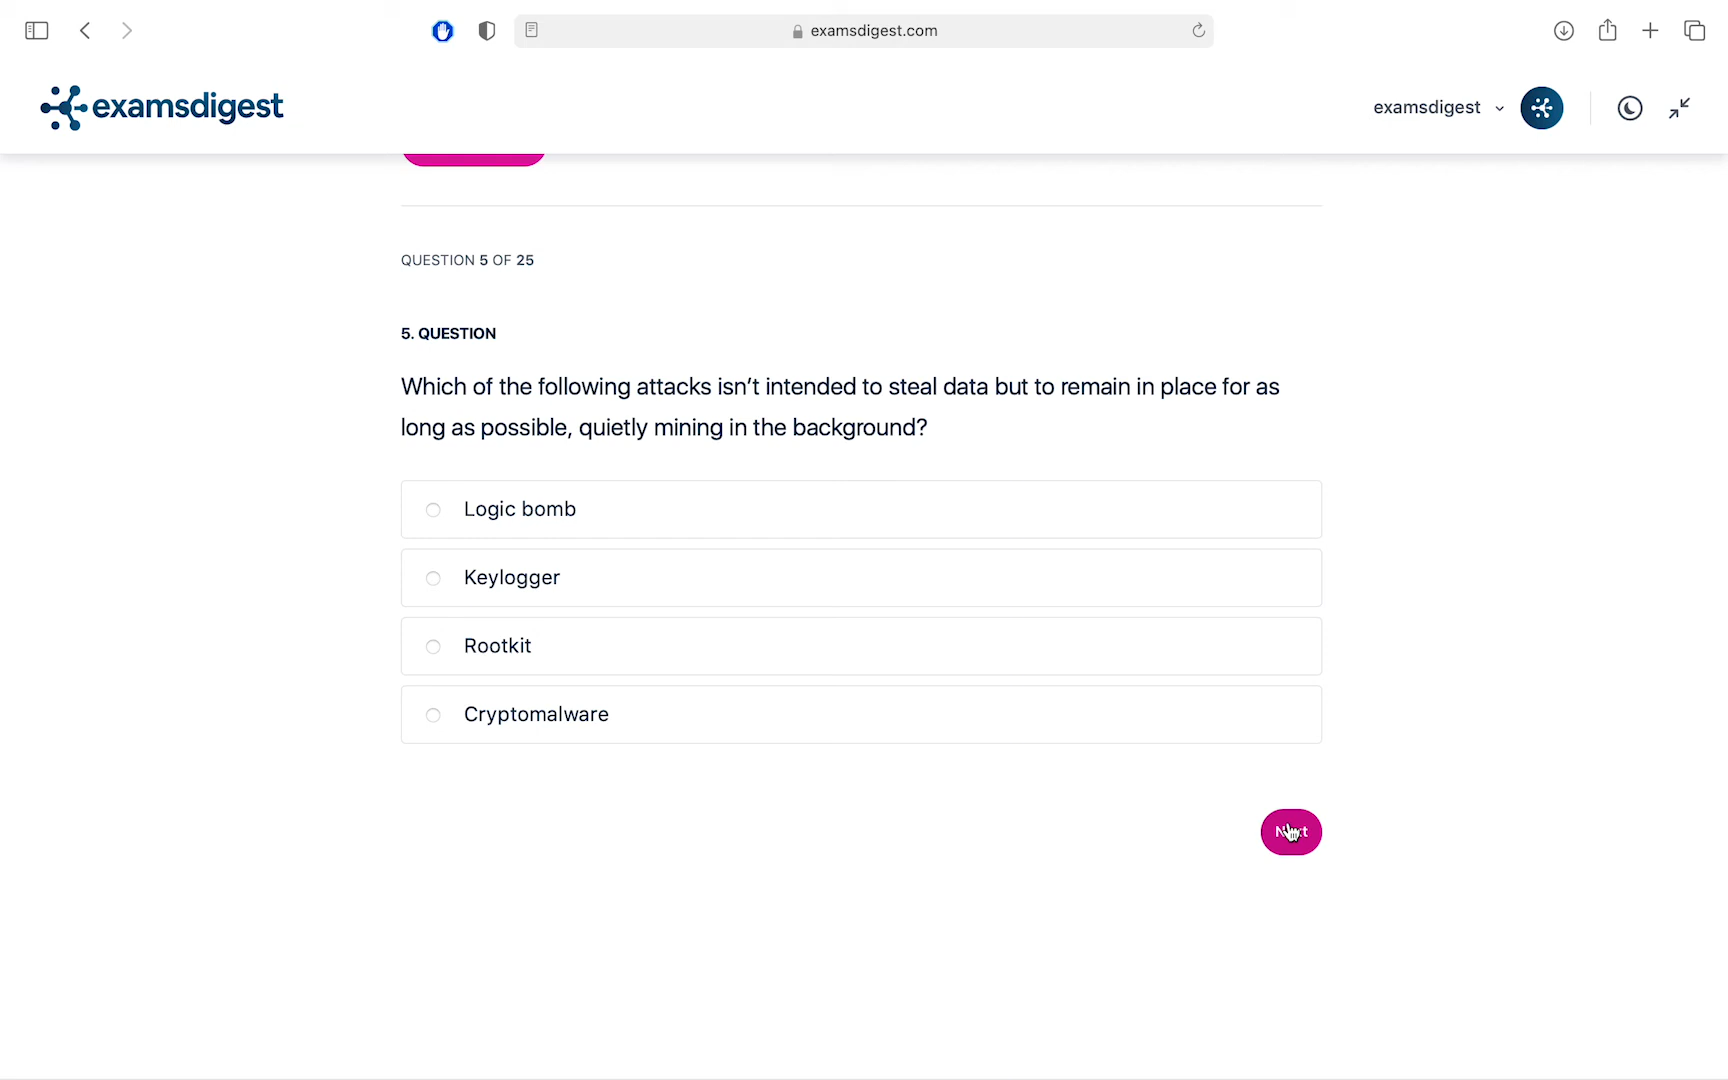 examsdigest.com
examsdigest
examsdigest
QUESTION 5 OF 25
5. QUESTION
Which of the following attacks isn’t intended to steal data but to remain in place for as
long as possible, quietly mining in the background?
Logic bomb
Keylogger
Rootkit
Cryptomalware